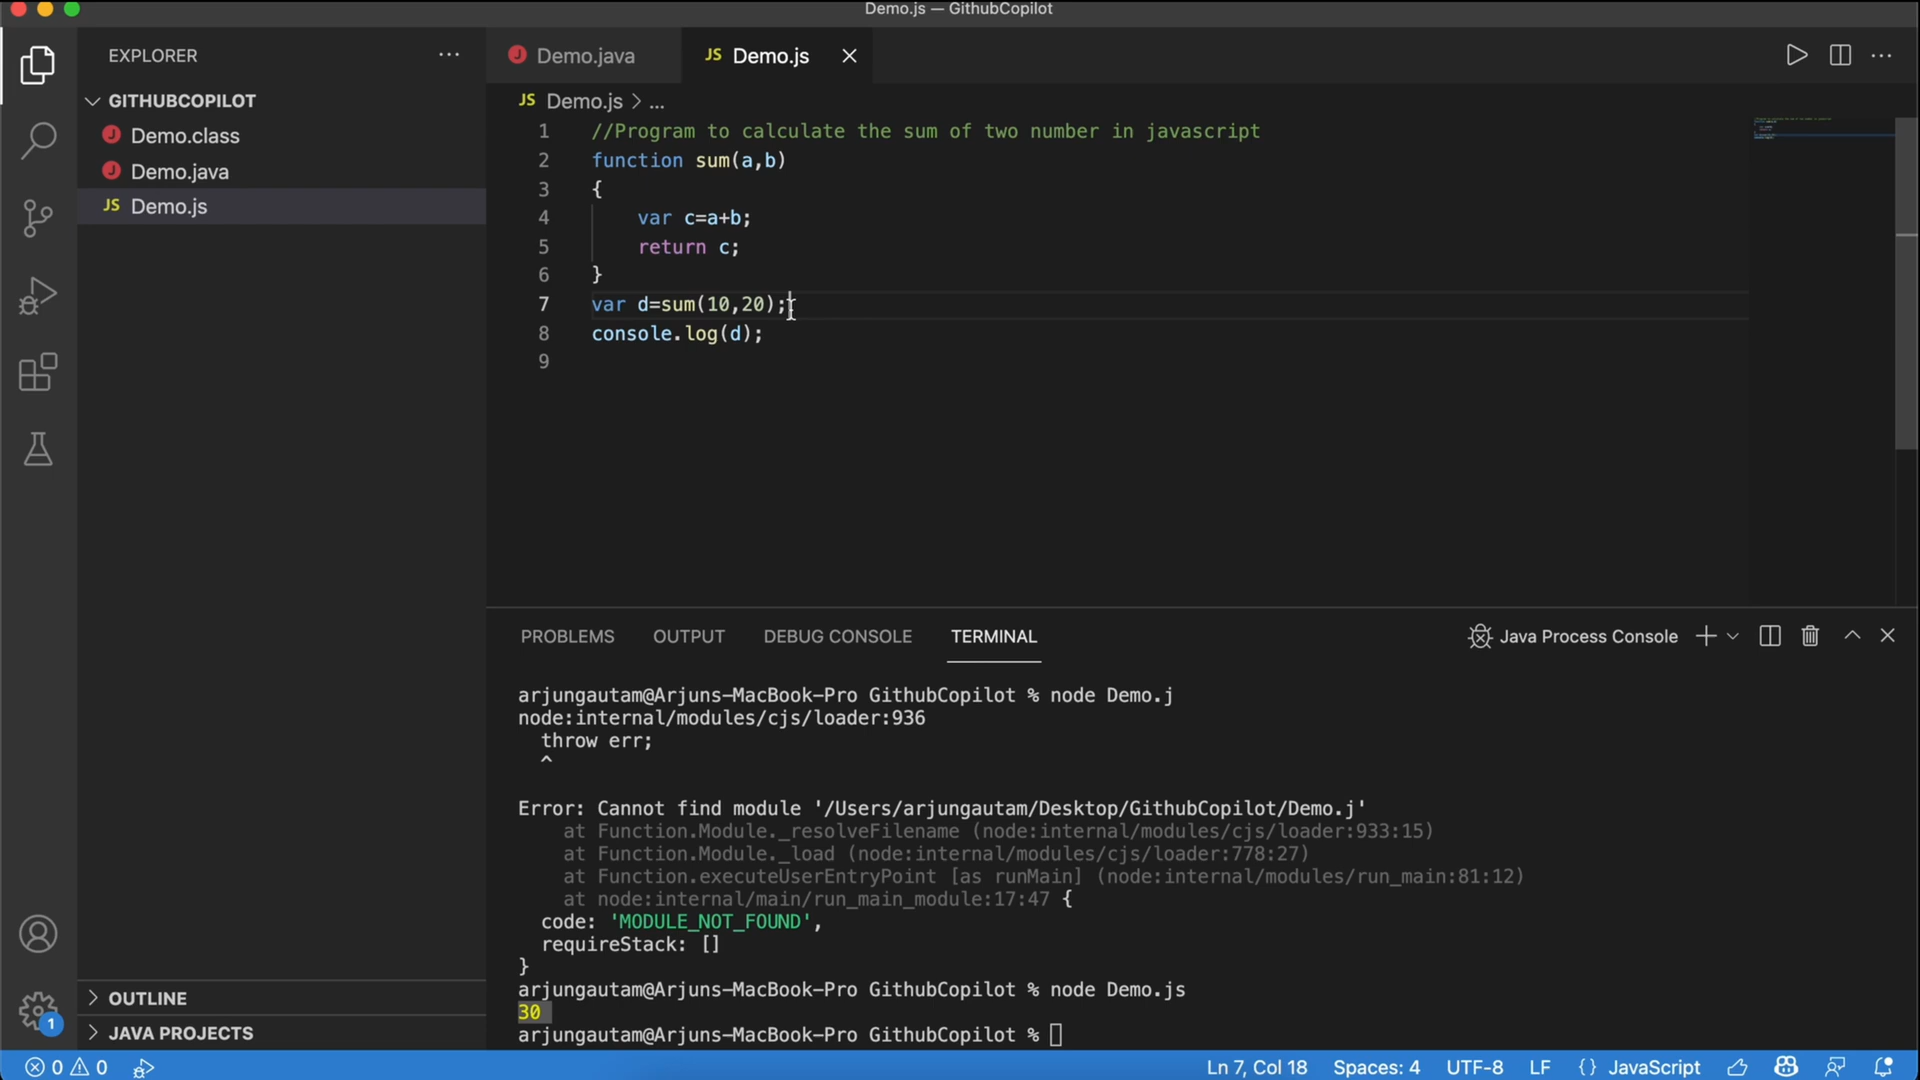 Demo.js — GithubCopilot
EXPLORER
GITHUBCOPILOT
Demo.class
Demo.java
JS Demo.js
Demo.java
JS Demo.js
JS Demo.js > ...
1 //Program to calculate the sum of two number in javascript
2 function sum(a,b)
3 {
4 var c=a+b;
5 return c;
6 }
7 var d=sum(10,20);
8 console.log(d);
9
PROBLEMS OUTPUT DEBUG CONSOLE TERMINAL
Java Process Console
arjungautam@Arjuns-MacBook-Pro GithubCopilot % node Demo.j
node:internal/modules/cjs/loader:936
throw err;
^
Error: Cannot find module '/Users/arjungautam/Desktop/GithubCopilot/Demo.j'
at Function.Module._resolveFilename (node:internal/modules/cjs/loader:933:15)
at Function.Module._load (node:internal/modules/cjs/loader:778:27)
at Function.executeUserEntryPoint [as runMain] (node:internal/modules/run_main:81:12)
at node:internal/main/run_main_module:17:47 {
code: 'MODULE_NOT_FOUND',
requireStack: []
}
arjungautam@Arjuns-MacBook-Pro GithubCopilot % node Demo.js
30
arjungautam@Arjuns-MacBook-Pro GithubCopilot %
OUTLINE
JAVA PROJECTS
1
0 0
Ln 7, Col 18 Spaces: 4 UTF-8 LF {} JavaScript